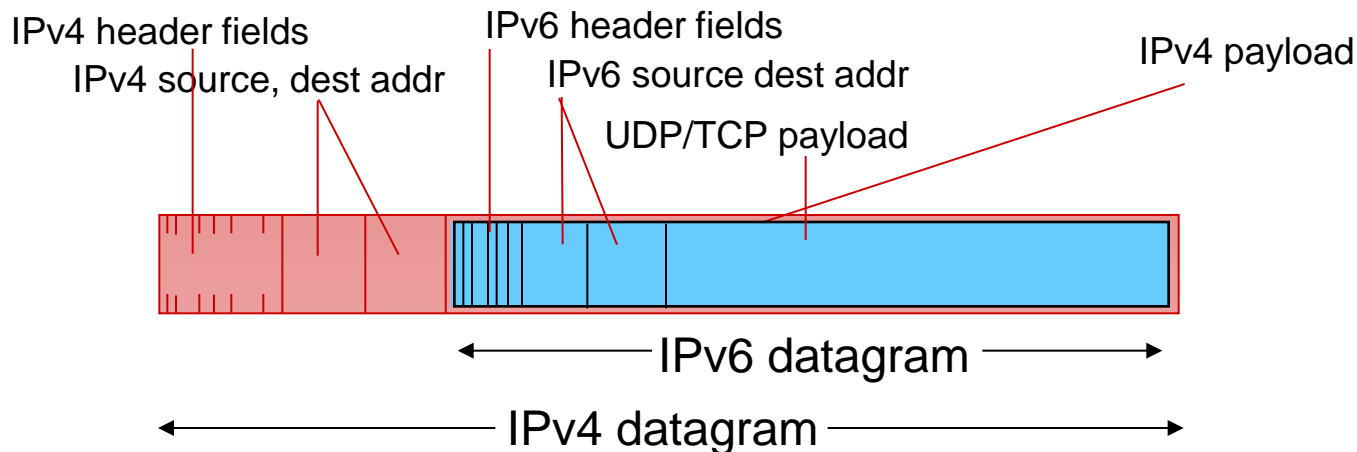 IPv4 header fields
IPv6 header fields
IPv4 payload
IPv4 source, dest addr
IPv6 source dest addr
UDP/TCP payload
IPv6 datagram
IPv4 datagram